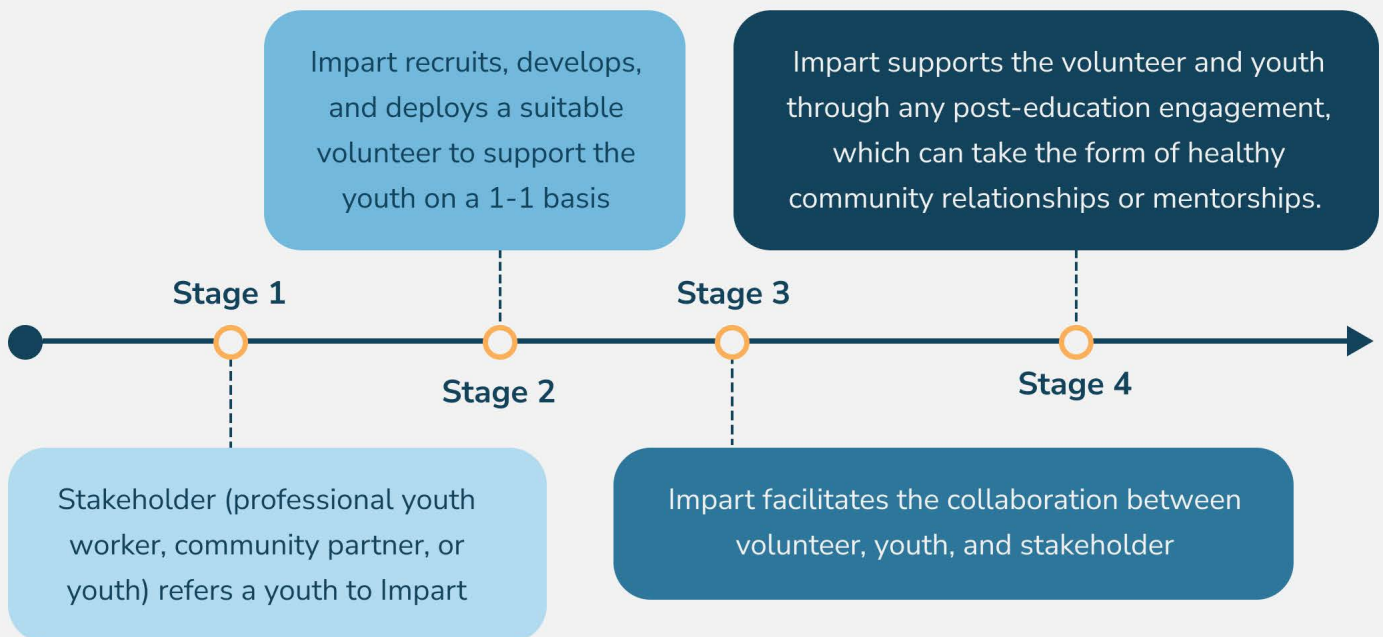 Impart recruits, develops,
and deploys a suitable
volunteer to support the
youth on a 1-1 basis
Impart supports the volunteer and youth
through any post-education engagement,
which can take the form of healthy
community relationships or mentorships.
Stage 1
Stage 3
Stage 2
Stage 4
Stakeholder (professional youth
worker, community partner, or
youth) refers a youth to Impart
Impart facilitates the collaboration between
volunteer, youth, and stakeholder